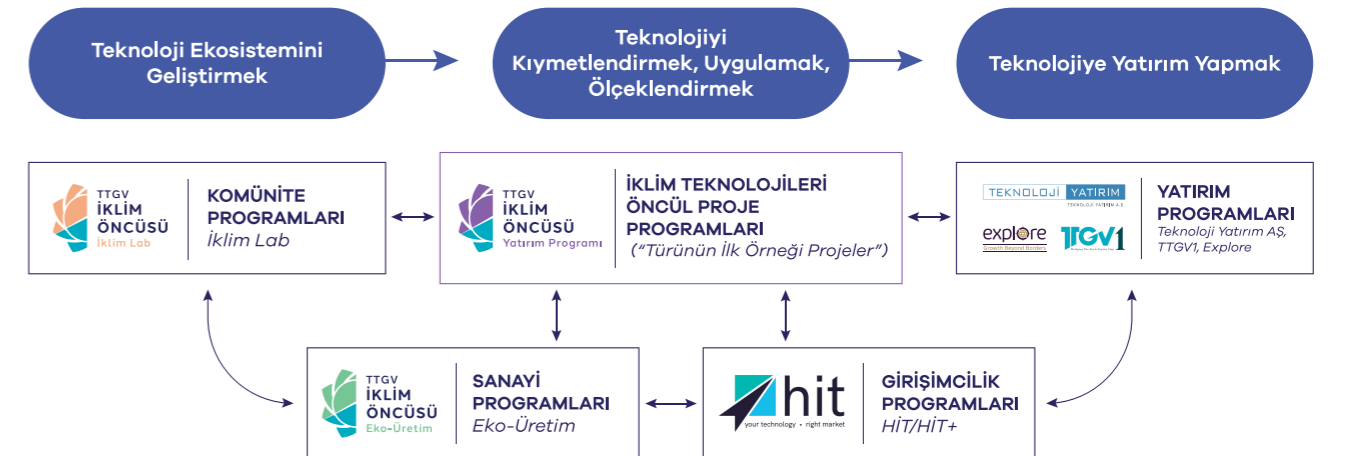 Teknoloji Ekosistemini
Geliştirmek
Teknolojiyi
Kıymetlendirmek, Uygulamak,
Ölçeklendirmek
Teknolojiye Yatırım Yapmak
TTGV
İKLİM
ÖNCÜSÜ
İklim Lab
KOMÜNİTE
PROGRAMLARI
İklim Lab
TTGV
İKLİM
ÖNCÜSÜ
Yatırım Programı
İKLİM TEKNOLOJİLERİ
ÖNCÜL PROJE
PROGRAMLARI
(“Türünün İlk Örneği Projeler”)
TEKNOLOJİ YATIRIM
TEKNOLOJİ YATIRIM A.Ş.
explore
Growth Beyond Borders
TTGV1
YATIRIM
PROGRAMLARI
Teknoloji Yatırım AŞ,
TTGV1, Explore
TTGV
İKLİM
ÖNCÜSÜ
Eko-Üretim
SANAYİ
PROGRAMLARI
Eko-Üretim
hit
your technology • right market
GİRİŞİMCİLİK
PROGRAMLARI
HİT/HİT+